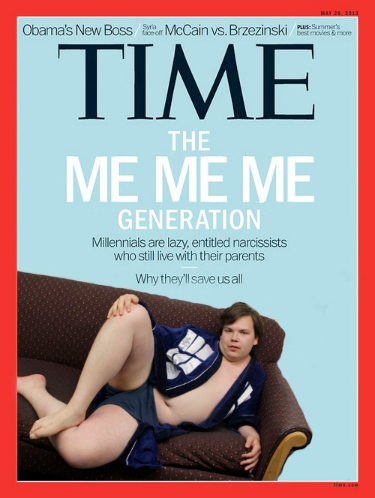 MAY 20, 2013
Obama's New Boss / Syria face-off / McCain vs. Brzezinski / PLUS: Summer's best movies & more
TIME
THE
ME ME ME
GENERATION
Millennials are lazy, entitled narcissists
who still live with their parents
Why they'll save us all
time.com